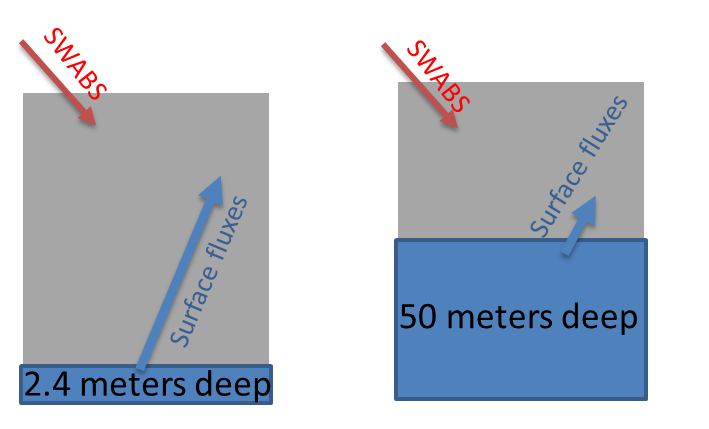 SWABS
Surface fluxes
2.4 meters deep
SWABS
Surface fluxes
50 meters deep